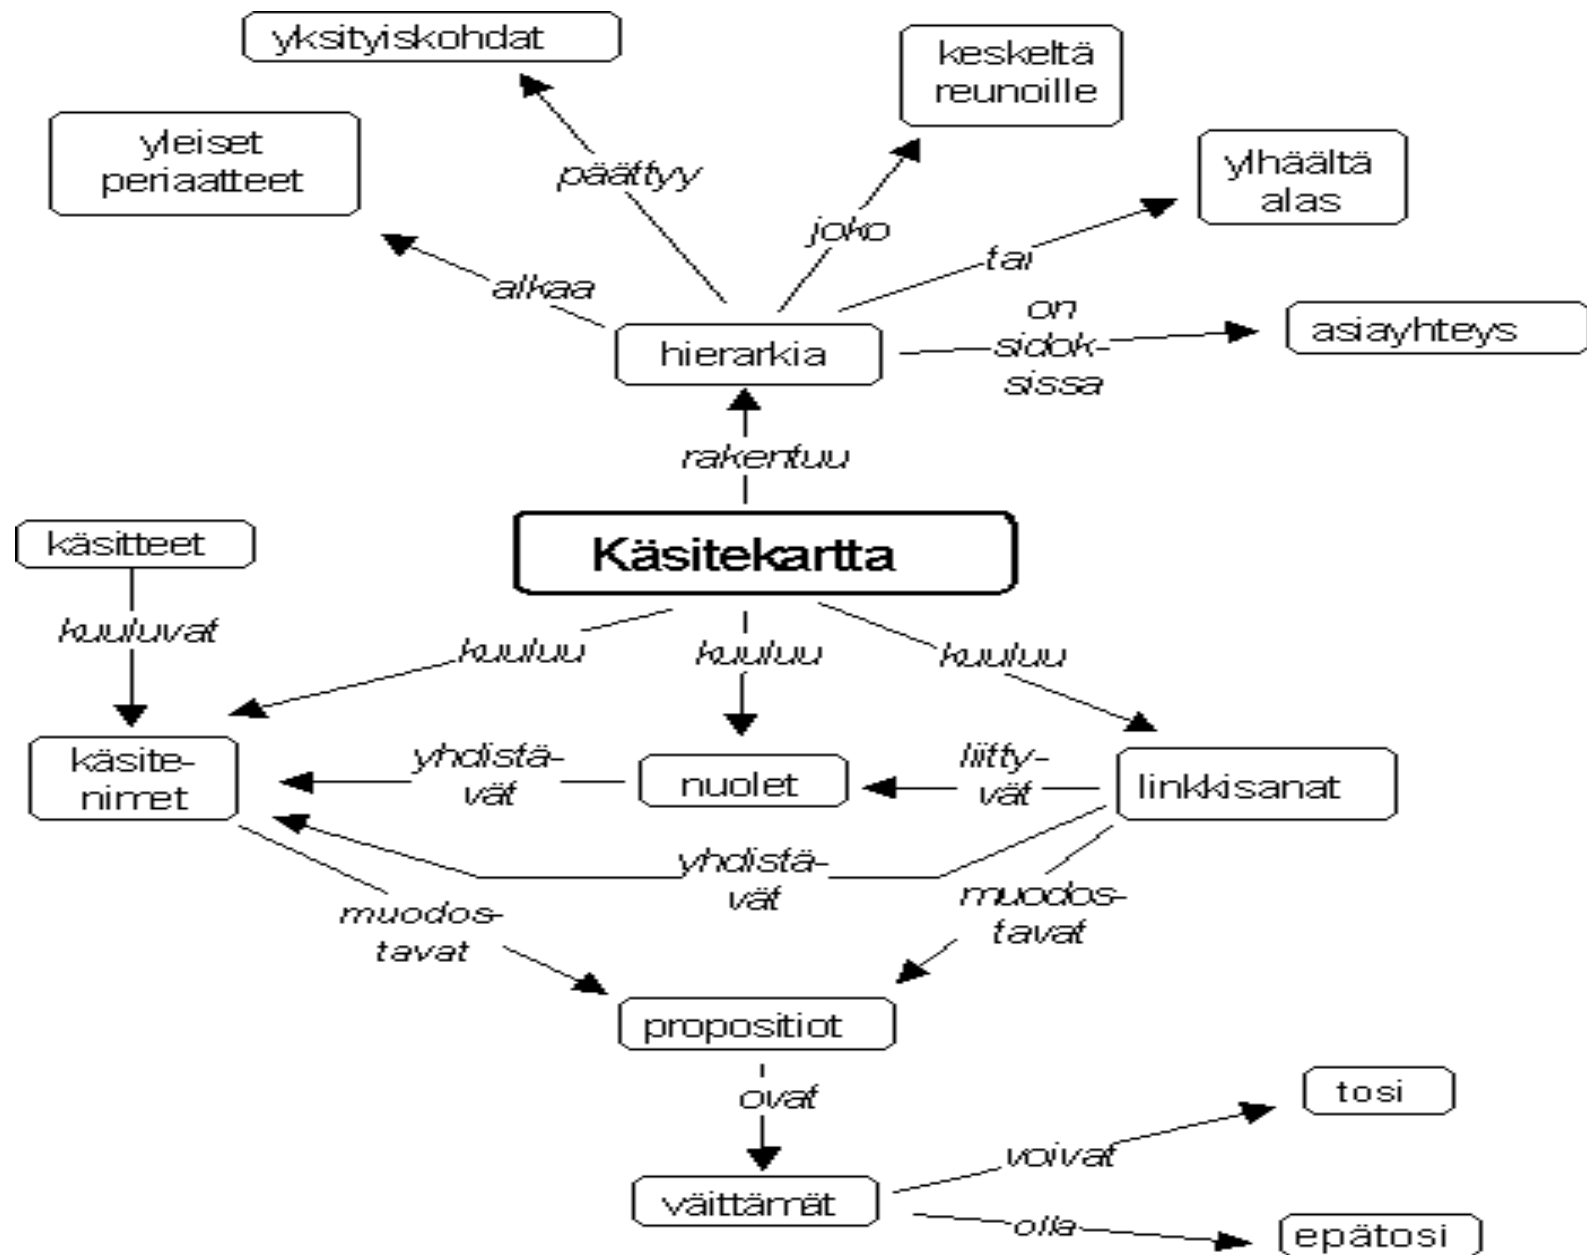 yksityiskohdat
keskeltä
reunoille
yleiset
periaatteet
ylhäältä
alas
päättyy
joko
tai
alkaa
on
sidok-
sissa
asiayhteys
hierarkia
rakentuu
Käsitekartta
käsitteet
kuuluvat
kuuluu
kuuluu
kuuluu
käsite-
nimet
yhdistä-
vät
nuolet
liitty-
vät
linkkisanat
yhdistä-
vät
muodos-
tavat
muodos-
tavat
propositiot
ovat
väittämät
voivat
tosi
olla
epätosi